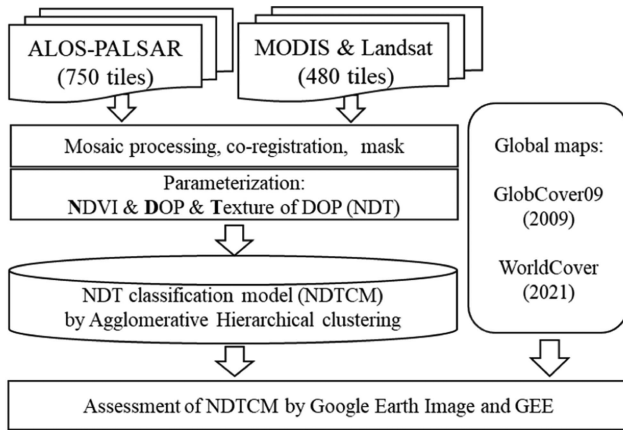 ALOS-PALSAR
(750 tiles)
MODIS & Landsat
(480 tiles)
Mosaic processing, co-registration, mask
Parameterization:
NDVI & DOP & Texture of DOP (NDT)
NDT classification model (NDTCM)
by Agglomerative Hierarchical clustering
Global maps:
GlobCover09
(2009)
WorldCover
(2021)
Assessment of NDTCM by Google Earth Image and GEE